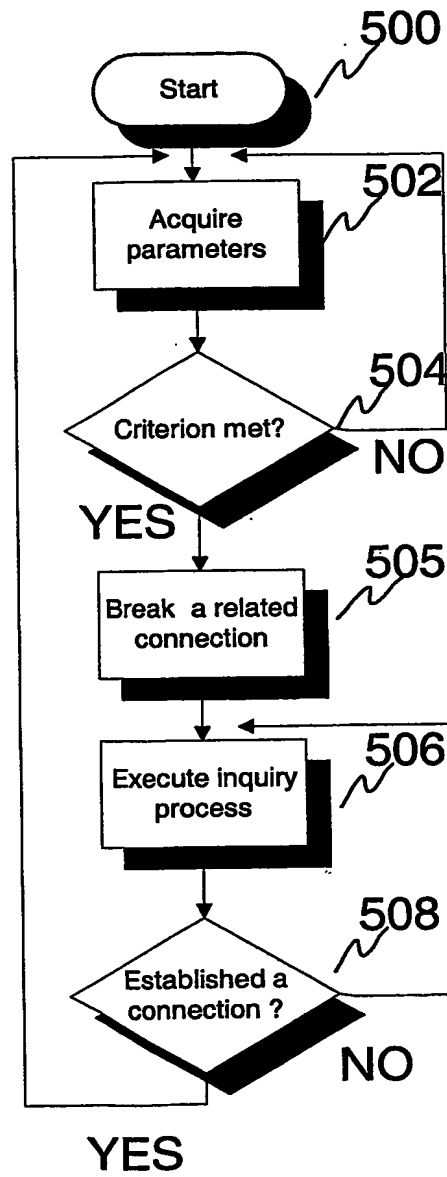 500
Start
502
Acquire
parameters
504
Criterion met?
NO
YES
505
Break a related
connection
506
Execute inquiry
process
508
Established a
connection ?
NO
YES